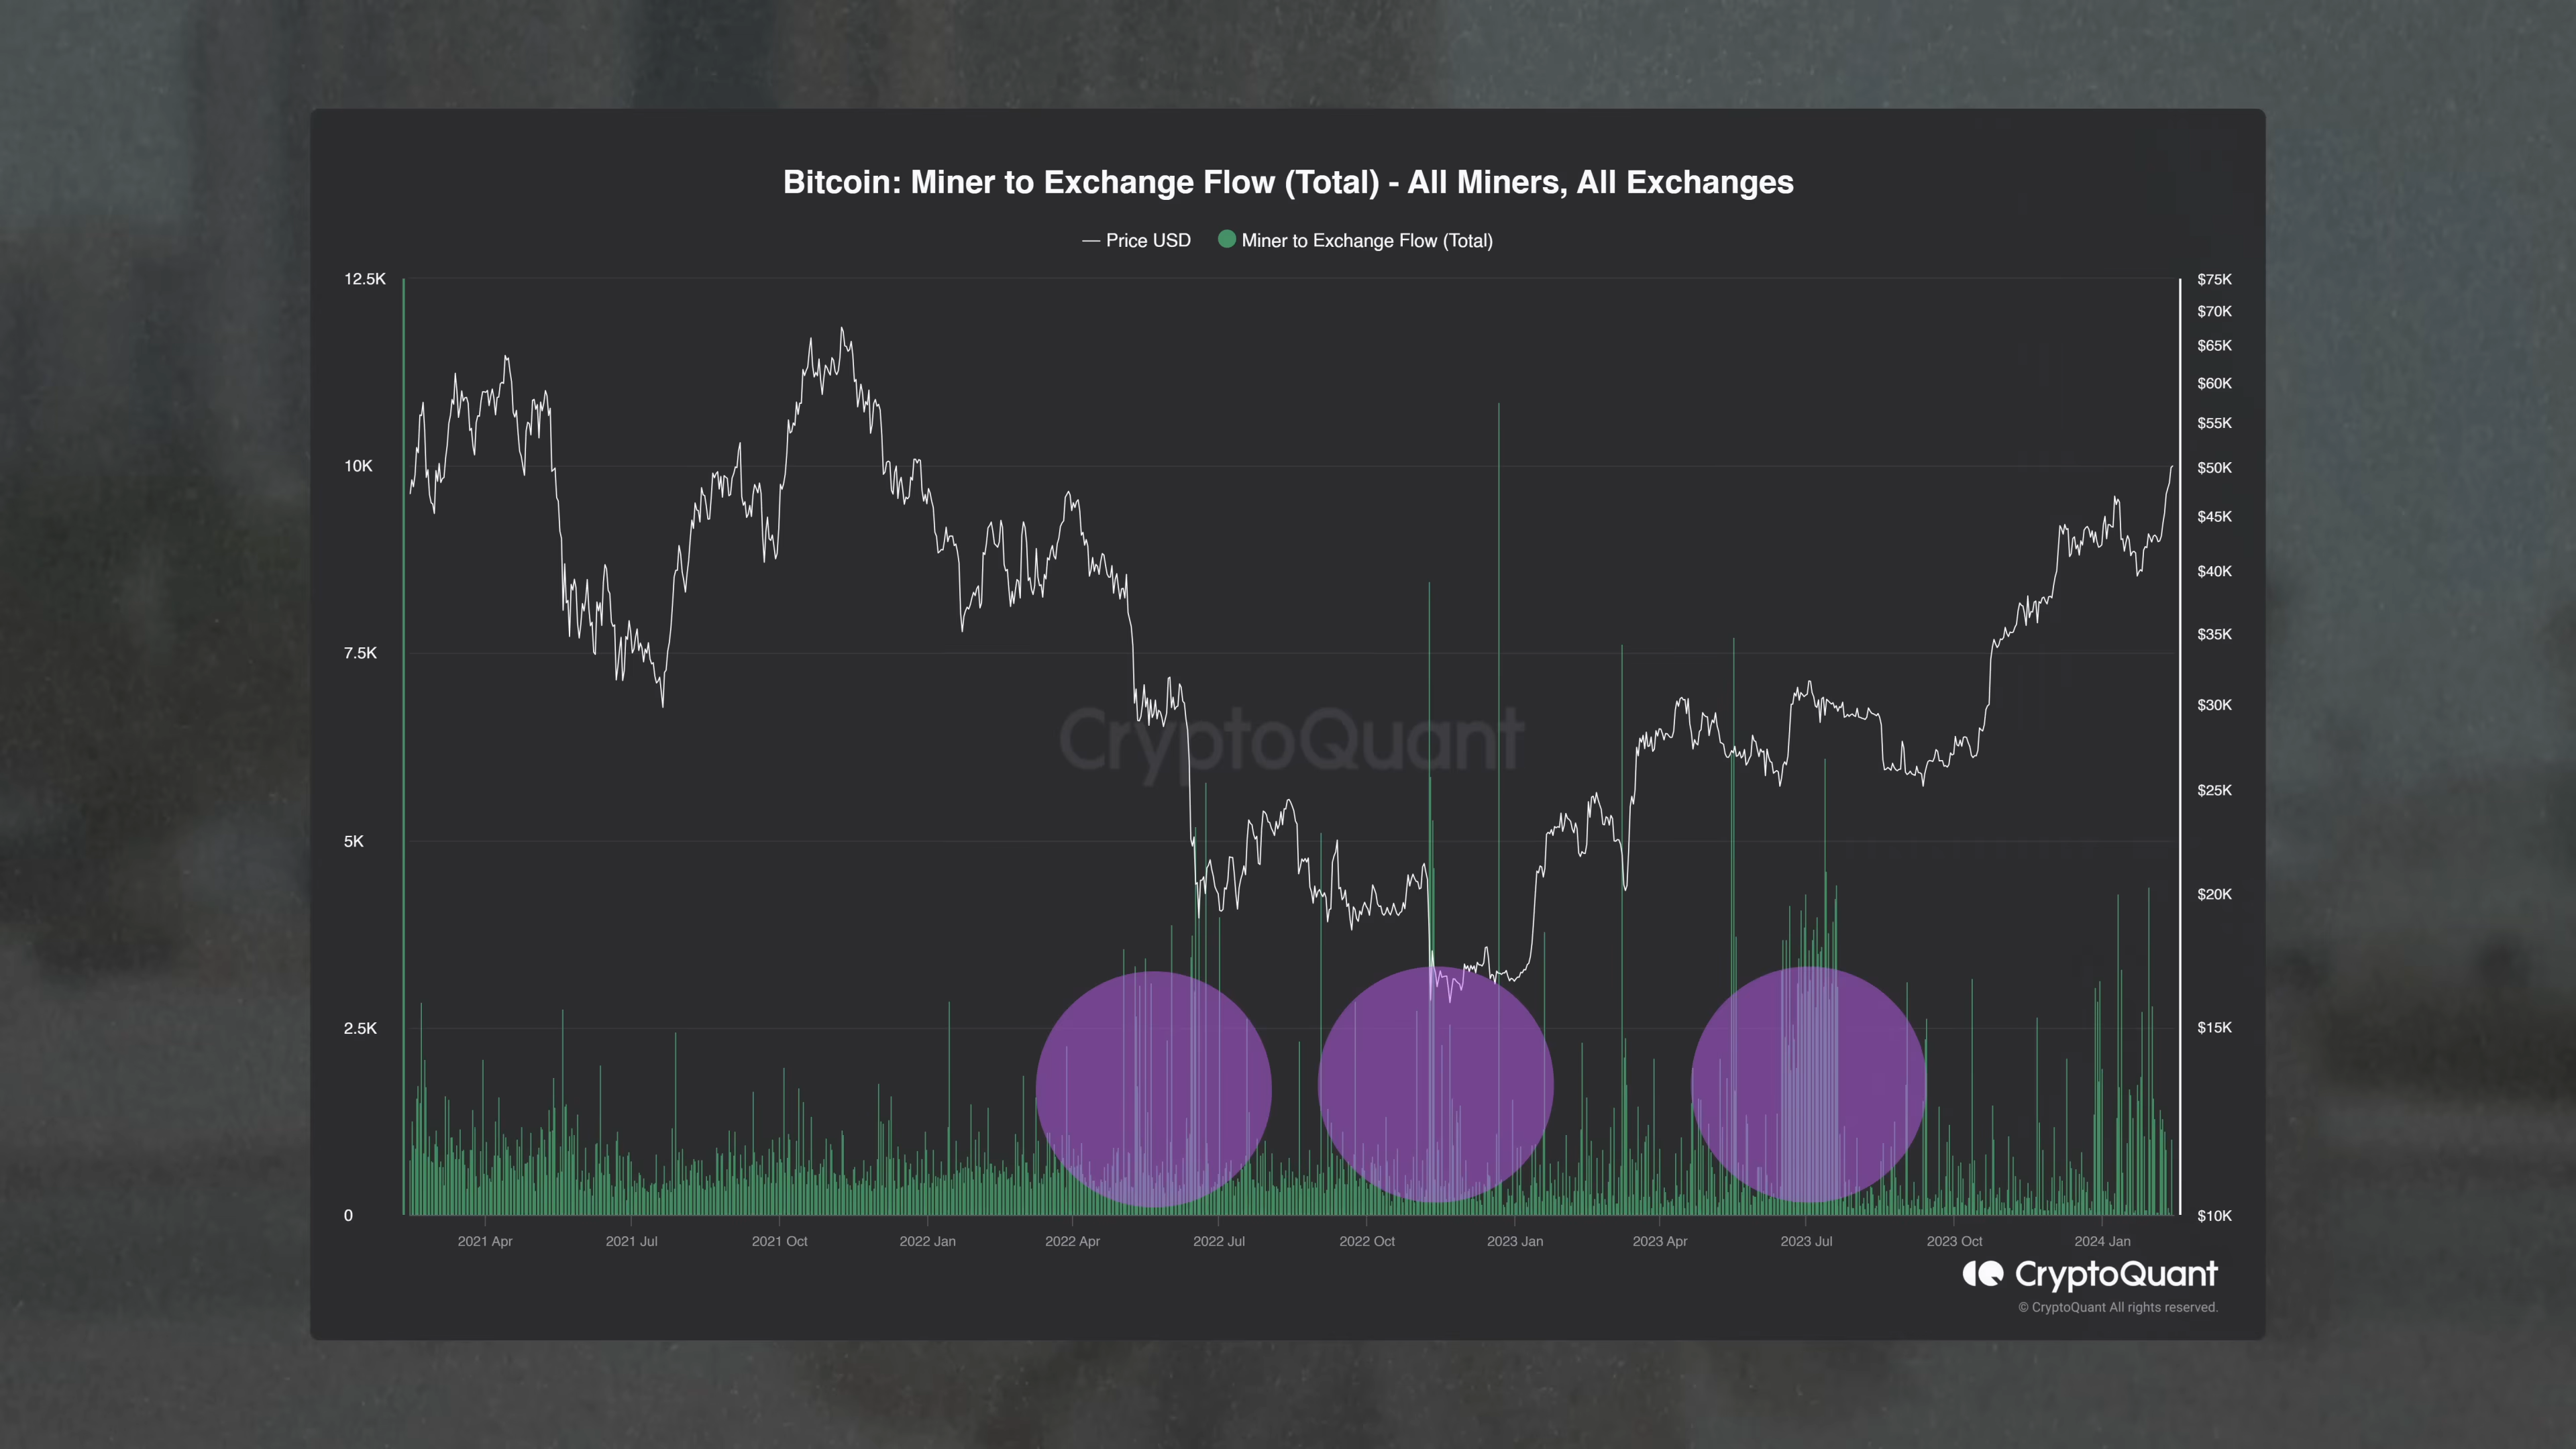 Bitcoin: Miner to Exchange Flow (Total) - All Miners, All Exchanges
Price USD Miner to Exchange Flow (Total)
12.5K
10K
7.5K
5K
2.5K
0
$75K
$70K
$65K
$60K
$55K
$50K
$45K
$40K
$35K
$30K
$25K
$20K
$15K
$10K
CryptoQuant
2021 Apr 2021 Jul 2021 Oct 2022 Jan 2022 Apr 2022 Jul 2022 Oct 2023 Jan 2023 Apr 2023 Jul 2023 Oct 2024 Jan
CryptoQuant
© CryptoQuant All rights reserved.